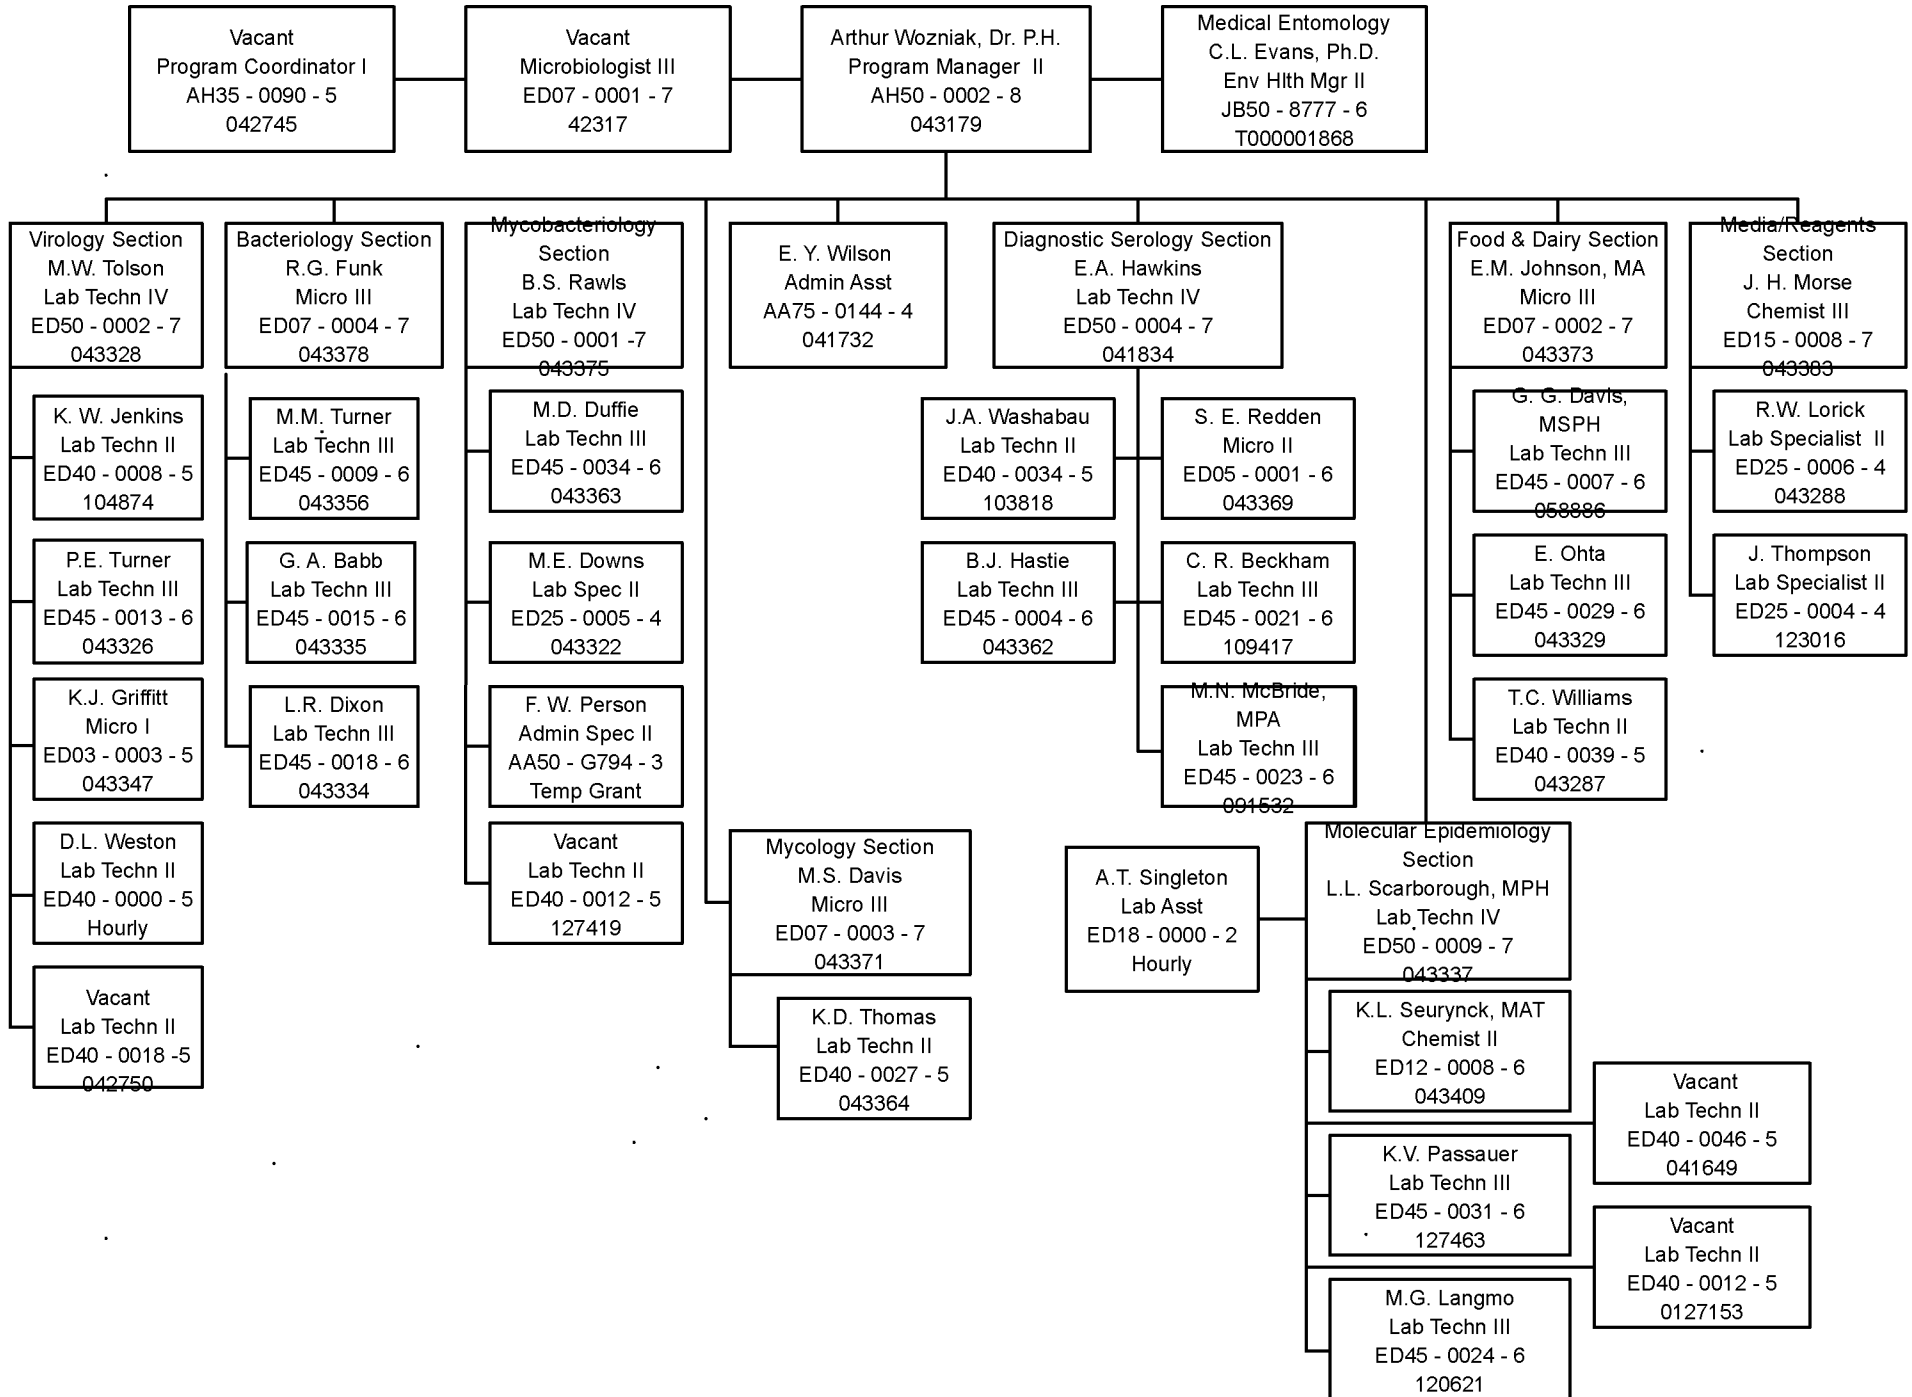 Vacant
Program Coordinator I
AH35 - 0090 - 5
042745
Vacant
Microbiologist III
ED07 - 0001 - 7
42317
Arthur Wozniak, Dr. P.H.
Program Manager  II
AH50 - 0002 - 8
043179
Medical Entomology
C.L. Evans, Ph.D.
Env Hlth Mgr II
JB50 - 8777 - 6
T000001868
Virology Section
M.W. Tolson
Lab Techn IV
ED50 - 0002 - 7
043328
Bacteriology Section
R.G. Funk
Micro III
ED07 - 0004 - 7
043378
Mycobacteriology
Section
B.S. Rawls
Lab Techn IV
ED50 - 0001 -7
043375
E. Y. Wilson
Admin Asst
AA75 - 0144 - 4
041732
Diagnostic Serology Section
E.A. Hawkins
Lab Techn IV
ED50 - 0004 - 7
041834
Food & Dairy Section
E.M. Johnson, MA
Micro III
ED07 - 0002 - 7
043373
Media/Reagents
Section
J. H. Morse
Chemist III
ED15 - 0008 - 7
043383
K. W. Jenkins
Lab Techn II
ED40 - 0008 - 5
104874
P.E. Turner
Lab Techn III
ED45 - 0013 - 6
043326
K.J. Griffitt
Micro I
ED03 - 0003 - 5
043347
D.L. Weston
Lab Techn II
ED40 - 0000 - 5
Hourly
Vacant
Lab Techn II
ED40 - 0018 -5
042750
M.M. Turner
Lab Techn III
ED45 - 0009 - 6
043356
G. A. Babb
Lab Techn III
ED45 - 0015 - 6
043335
L.R. Dixon
Lab Techn III
ED45 - 0018 - 6
043334
M.D. Duffie
Lab Techn III
ED45 - 0034 - 6
043363
M.E. Downs
Lab Spec II
ED25 - 0005 - 4
043322
F. W. Person
Admin Spec II
AA50 - G794 - 3
Temp Grant
Vacant
Lab Techn II
ED40 - 0012 - 5
127419
Mycology Section
M.S. Davis
Micro III
ED07 - 0003 - 7
043371
K.D. Thomas
Lab Techn II
ED40 - 0027 - 5
043364
J.A. Washabau
Lab Techn II
ED40 - 0034 - 5
103818
S. E. Redden
Micro II
ED05 - 0001 - 6
043369
B.J. Hastie
Lab Techn III
ED45 - 0004 - 6
043362
C. R. Beckham
Lab Techn III
ED45 - 0021 - 6
109417
M.N. McBride,
MPA
Lab Techn III
ED45 - 0023 - 6
091532
A.T. Singleton
Lab Asst
ED18 - 0000 - 2
Hourly
Molecular Epidemiology
Section
L.L. Scarborough, MPH
Lab Techn IV
ED50 - 0009 - 7
043337
K.L. Seurynck, MAT
Chemist II
ED12 - 0008 - 6
043409
Vacant
Lab Techn II
ED40 - 0046 - 5
041649
K.V. Passauer
Lab Techn III
ED45 - 0031 - 6
127463
Vacant
Lab Techn II
ED40 - 0012 - 5
0127153
M.G. Langmo
Lab Techn III
ED45 - 0024 - 6
120621
G. G. Davis,
MSPH
Lab Techn III
ED45 - 0007 - 6
058886
E. Ohta
Lab Techn III
ED45 - 0029 - 6
043329
T.C. Williams
Lab Techn II
ED40 - 0039 - 5
043287
R.W. Lorick
Lab Specialist  II
ED25 - 0006 - 4
043288
J. Thompson
Lab Specialist II
ED25 - 0004 - 4
123016